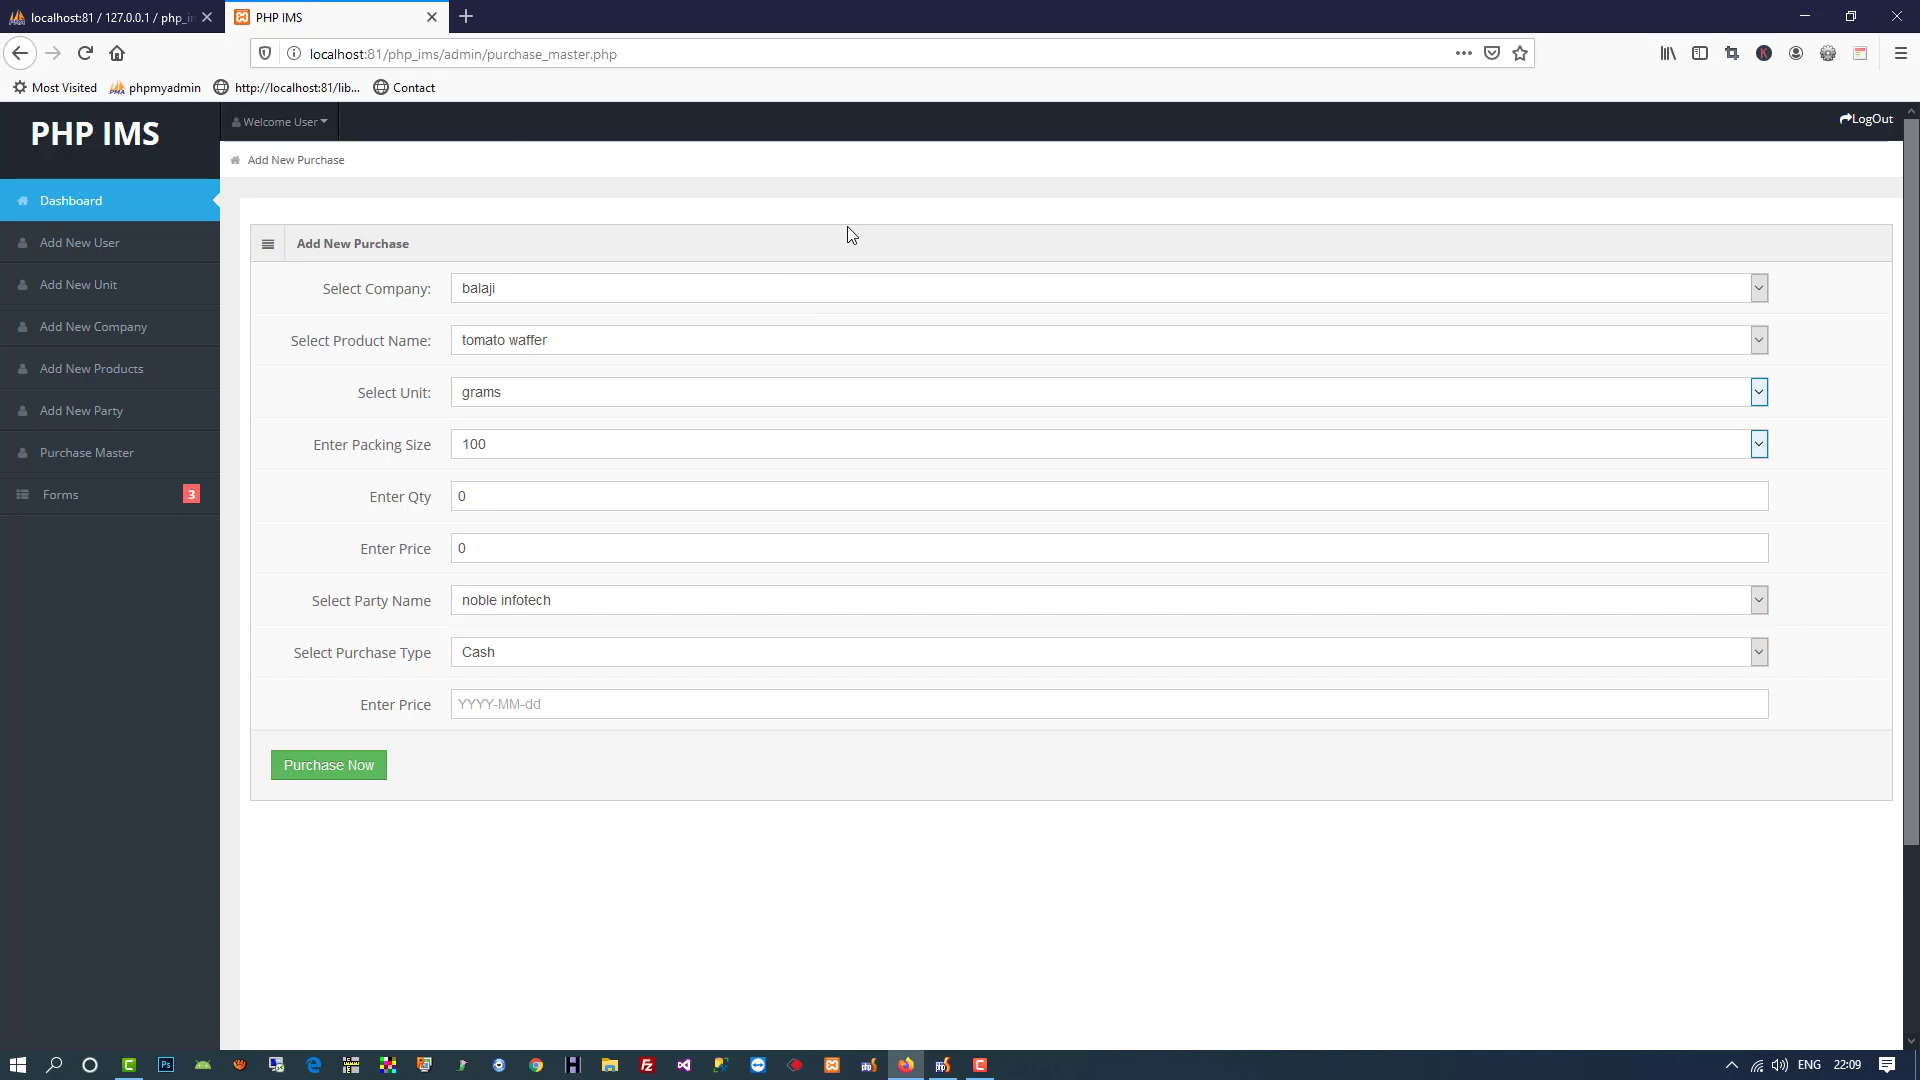 localhost:81 / 127.0.0.1 / php_i
PHP IMS
localhost:81/php_ims/admin/purchase_master.php
Most Visited
phpmyadmin
http://localhost:81/lib...
Contact
PHP IMS
Welcome User
LogOut
Add New Purchase
Dashboard
Add New User
Add New Unit
Add New Company
Add New Products
Add New Party
Purchase Master
Forms 3
Add New Purchase
Select Company: balaji
Select Product Name: tomato waffer
Select Unit: grams
Enter Packing Size 100
Enter Qty 0
Enter Price 0
Select Party Name noble infotech
Select Purchase Type Cash
Enter Price YYYY-MM-dd
Purchase Now
ENG 22:09